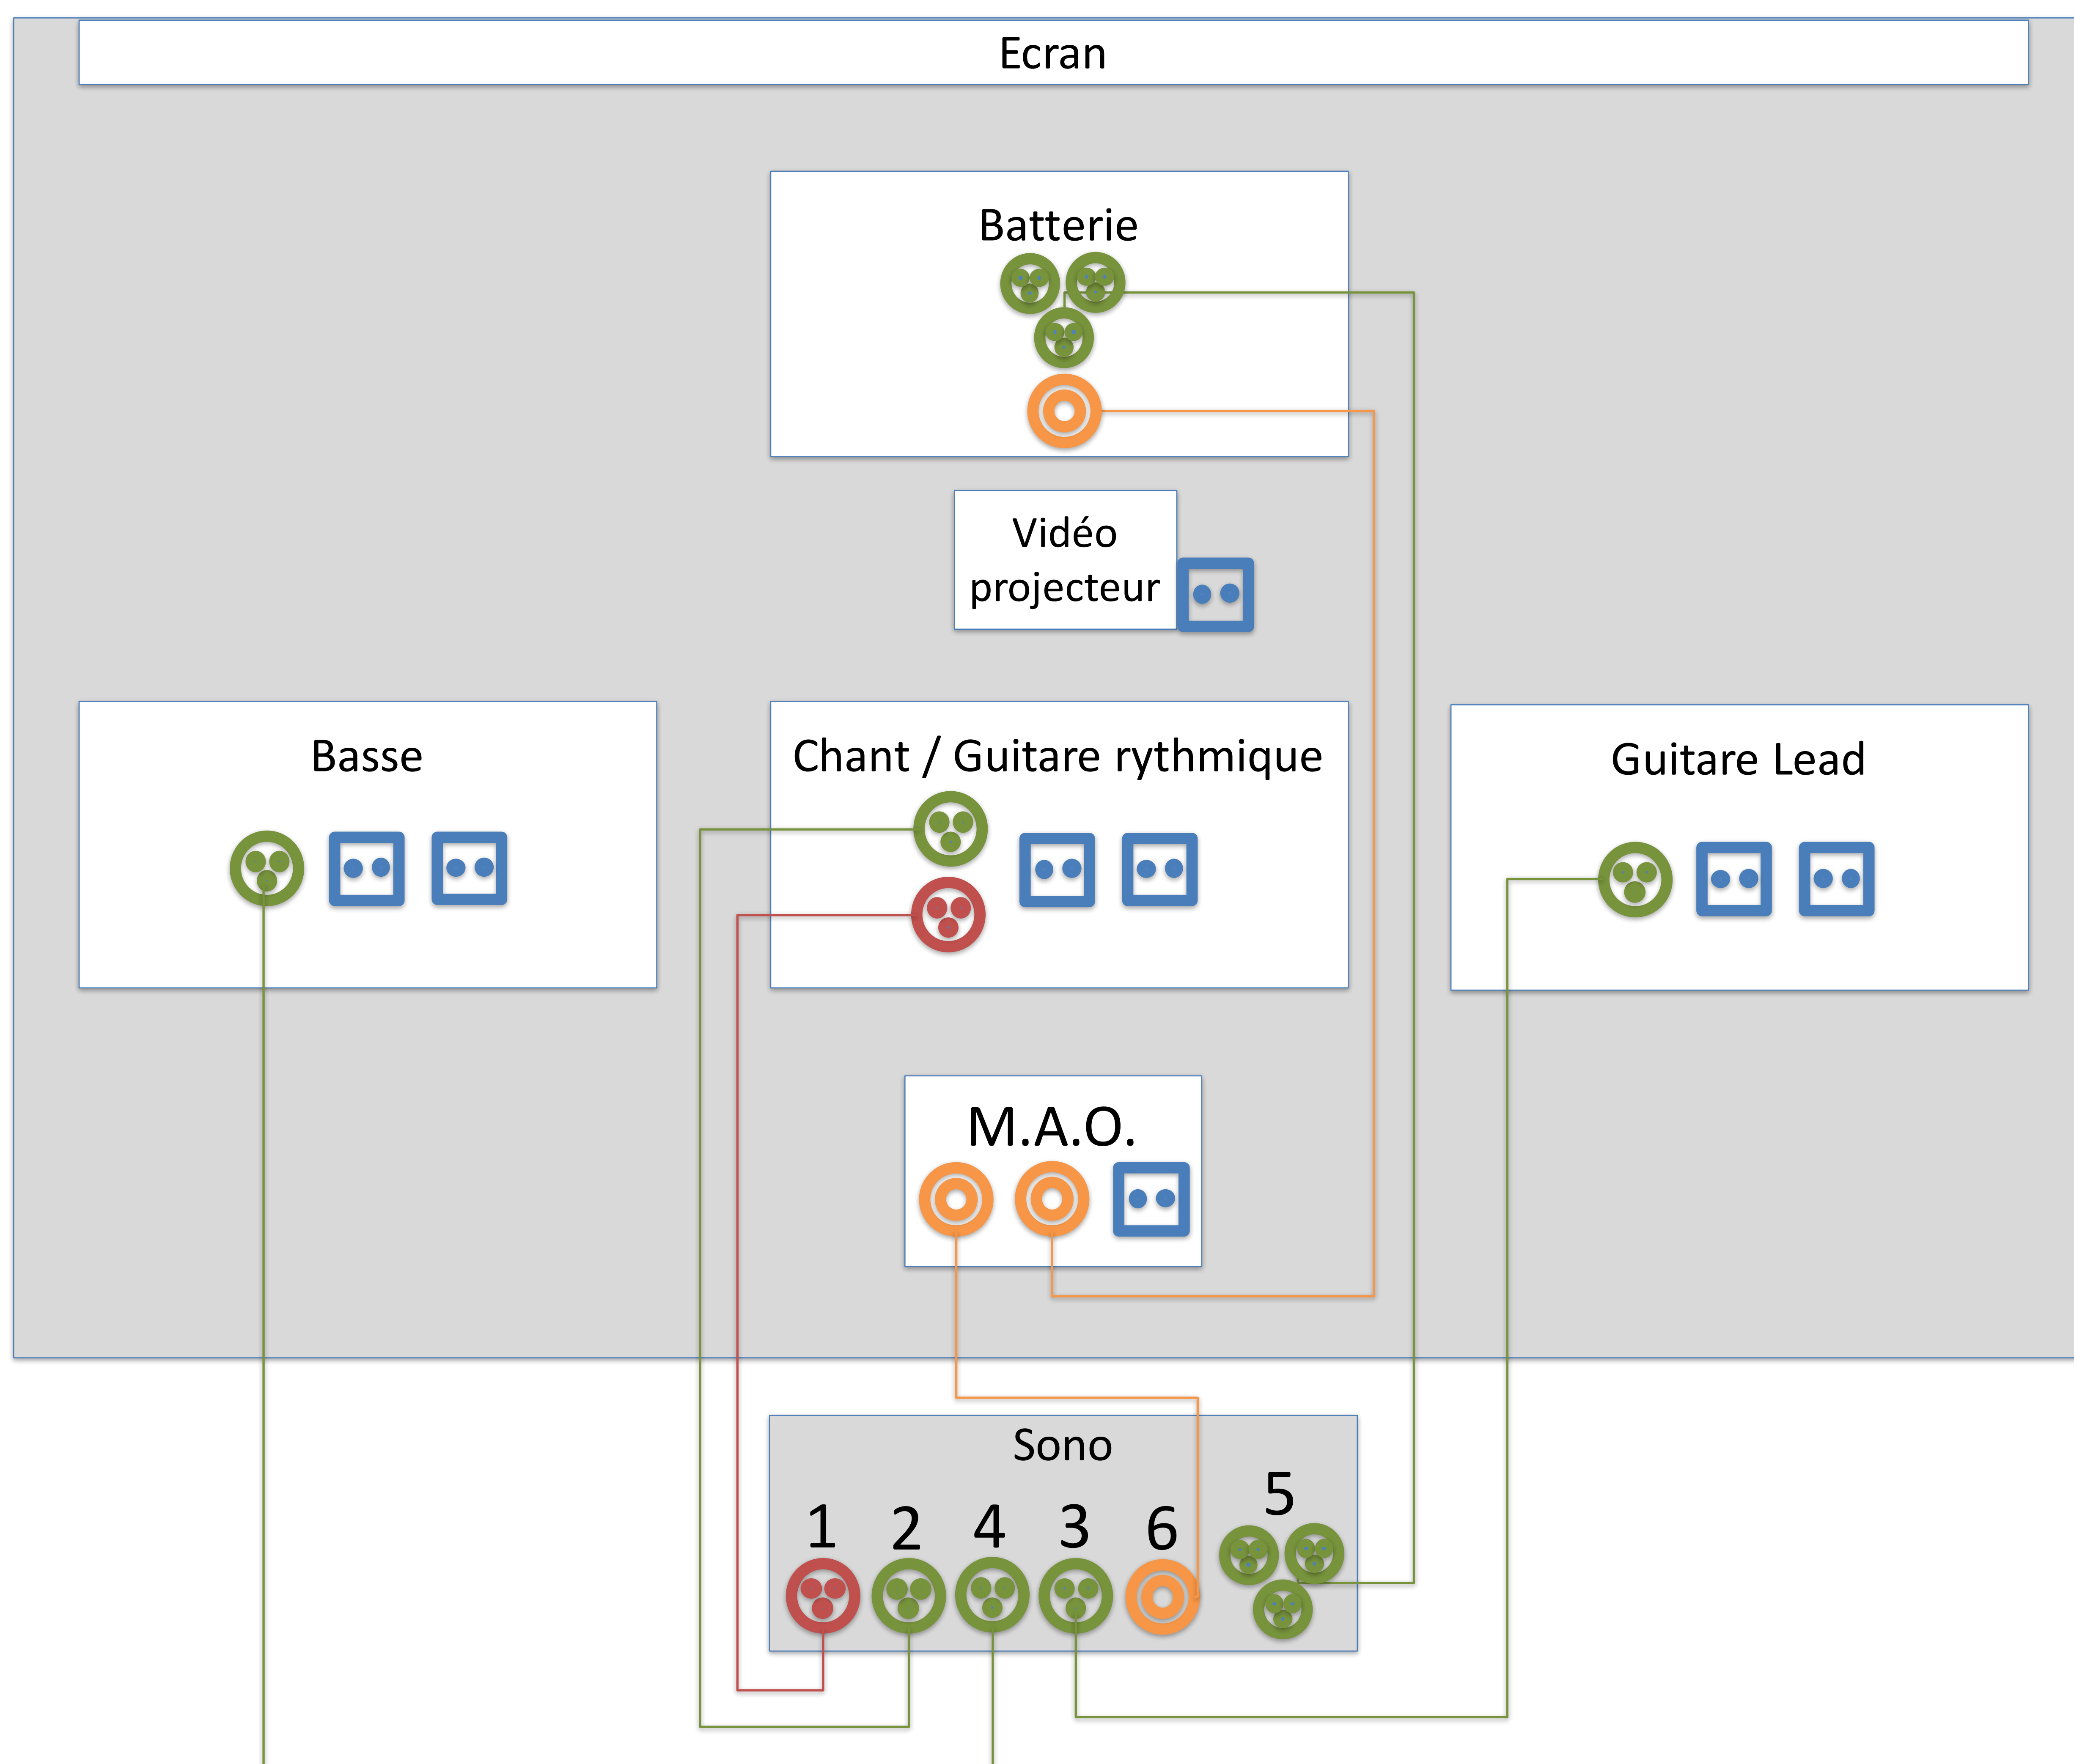 Ecran
Batterie
Vidéo
projecteur
Basse
Chant / Guitare rythmique
Guitare Lead
M.A.O.
Sono
1 2 4 3 6 5